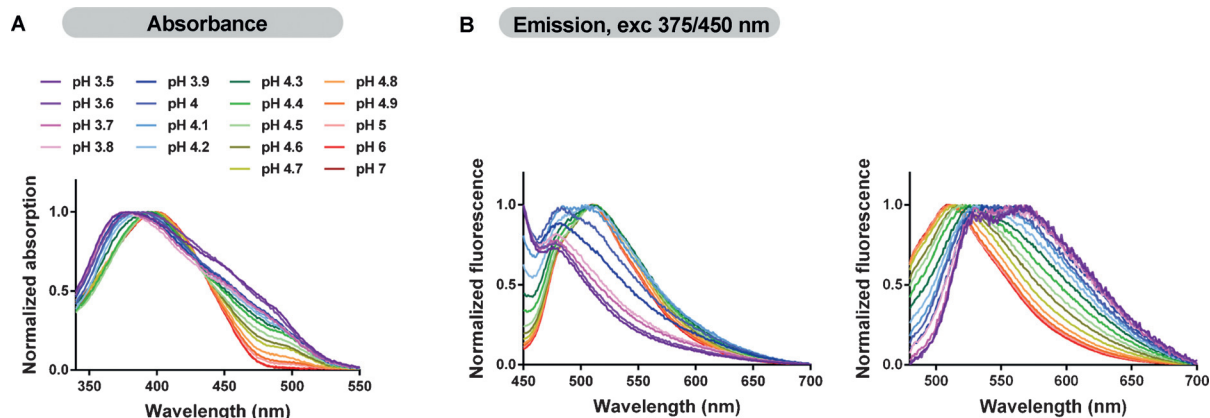 A Absorbance
B Emission, exc 375/450 nm
pH 3.5 pH 3.9 pH 4.3 pH 4.8
pH 3.6 pH 4 pH 4.4 pH 4.9
pH 3.7 pH 4.1 pH 4.5 pH 5
pH 3.8 pH 4.2 pH 4.6 pH 6
pH 4.7 pH 7
Normalized absorption
1.0
0.5
0.0
350 400 450 500 550
Wavelength (nm)
Normalized fluorescence
1.0
0.5
0.0
450 500 550 600 650 700
Wavelength (nm)
Normalized fluorescence
1.0
0.5
0.0
500 550 600 650 700
Wavelength (nm)